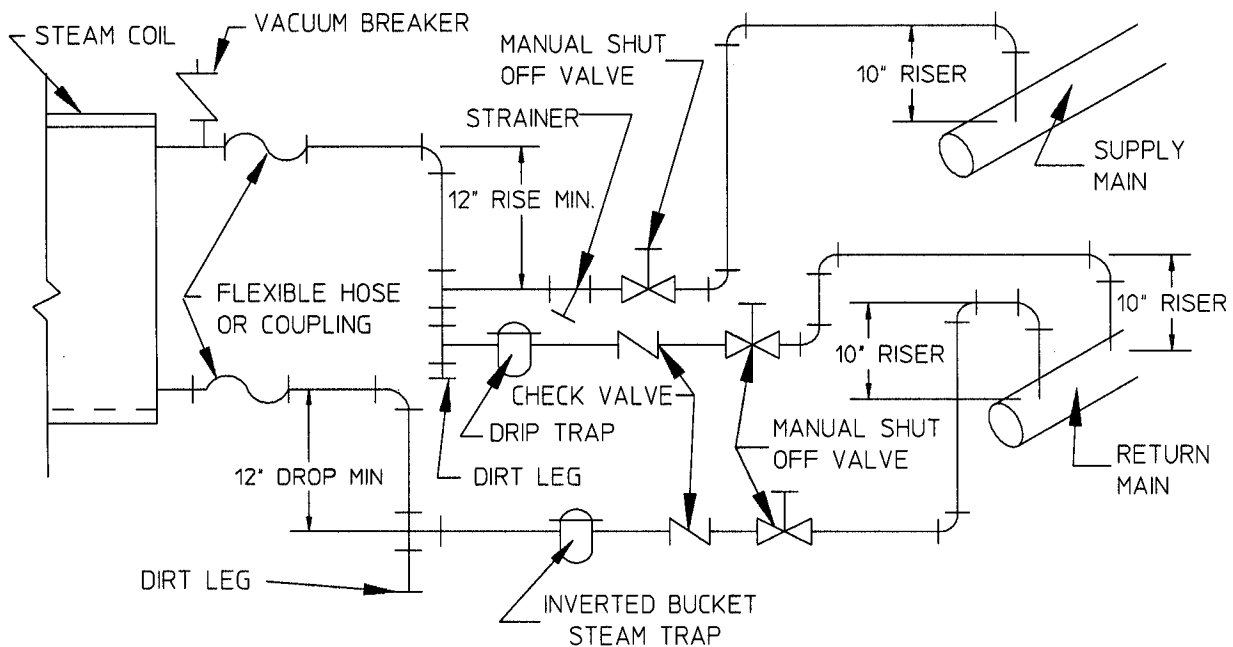 STEAM COIL
VACUUM BREAKER
MANUAL SHUT
OFF VALVE
STRAINER
10" RISER
SUPPLY
MAIN
12" RISE MIN.
FLEXIBLE HOSE
OR COUPLING
10" RISER
10" RISER
CHECK VALVE
DRIP TRAP
DIRT LEG
MANUAL SHUT
OFF VALVE
RETURN
MAIN
12" DROP MIN
DIRT LEG
INVERTED BUCKET
STEAM TRAP